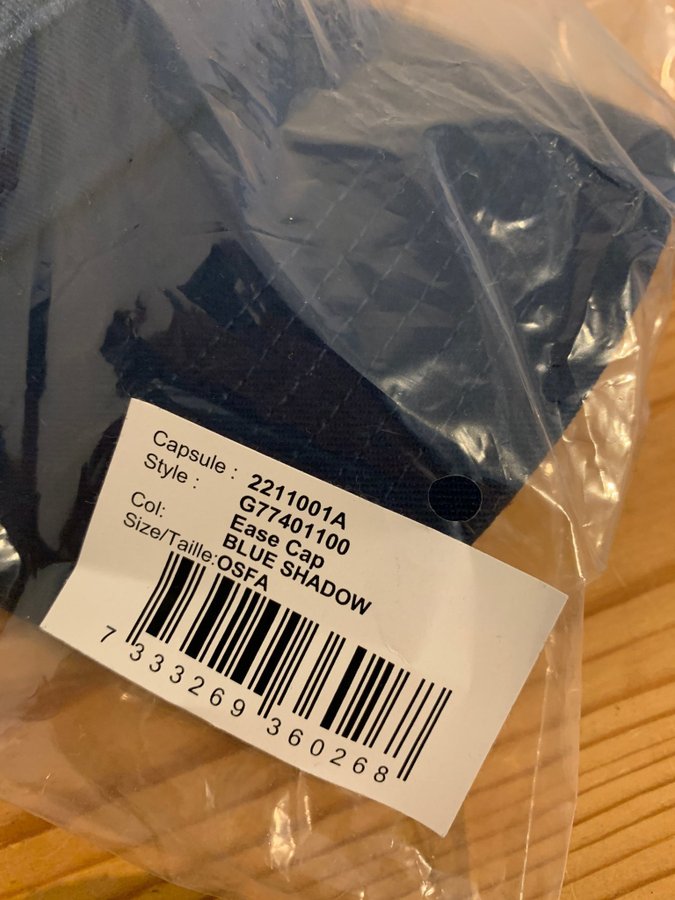 Capsule : 2211001A
Style : G77401100
Ease Cap
Col: BLUE SHADOW
Size/Taille:OSFA
7 333269 360268